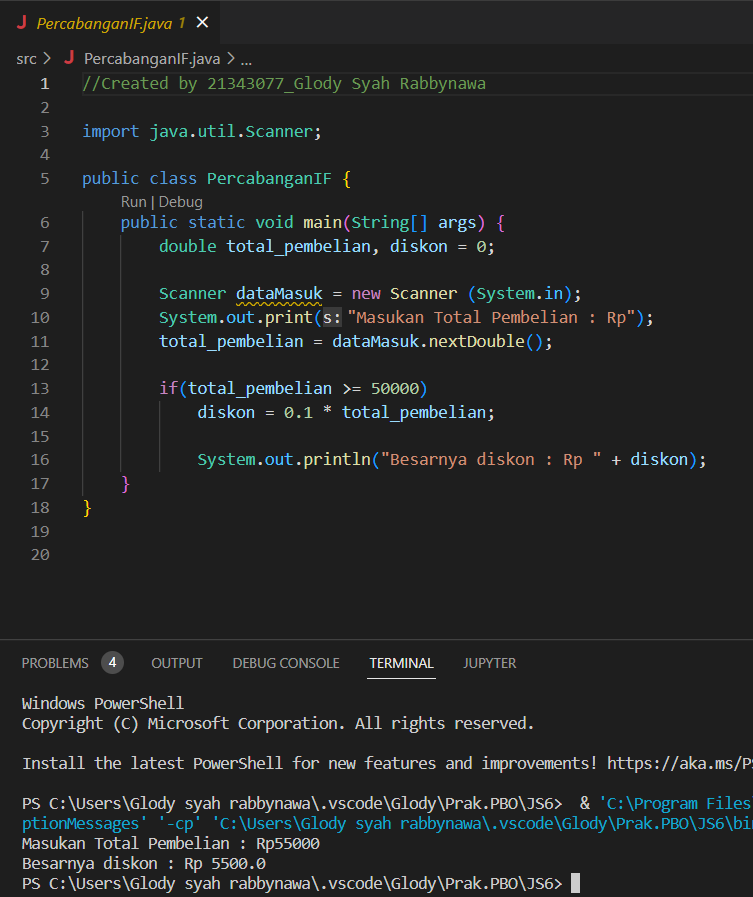 PercabanganIF.java 1
src > PercabanganIF.java > ...
1 //Created by 21343077_Glody Syah Rabbynawa
2
3 import java.util.Scanner;
4
5 public class PercabanganIF {
Run | Debug
6 public static void main(String[] args) {
7 double total_pembelian, diskon = 0;
8
9 Scanner dataMasuk = new Scanner (System.in);
10 System.out.print(s: "Masukan Total Pembelian : Rp");
11 total_pembelian = dataMasuk.nextDouble();
12
13 if(total_pembelian >= 50000)
14 diskon = 0.1 * total_pembelian;
15
16 System.out.println("Besarnya diskon : Rp " + diskon);
17 }
18 }
19
20
PROBLEMS 4 OUTPUT DEBUG CONSOLE TERMINAL JUPYTER
Windows PowerShell
Copyright (C) Microsoft Corporation. All rights reserved.
Install the latest PowerShell for new features and improvements! https://aka.ms/PS
PS C:\Users\Glody syah rabbynawa\.vscode\Glody\Prak.PBO\JS6> & 'C:\Program Files
ptionMessages' '-cp' 'C:\Users\Glody syah rabbynawa\.vscode\Glody\Prak.PBO\JS6\bin
Masukan Total Pembelian : Rp55000
Besarnya diskon : Rp 5500.0
PS C:\Users\Glody syah rabbynawa\.vscode\Glody\Prak.PBO\JS6>